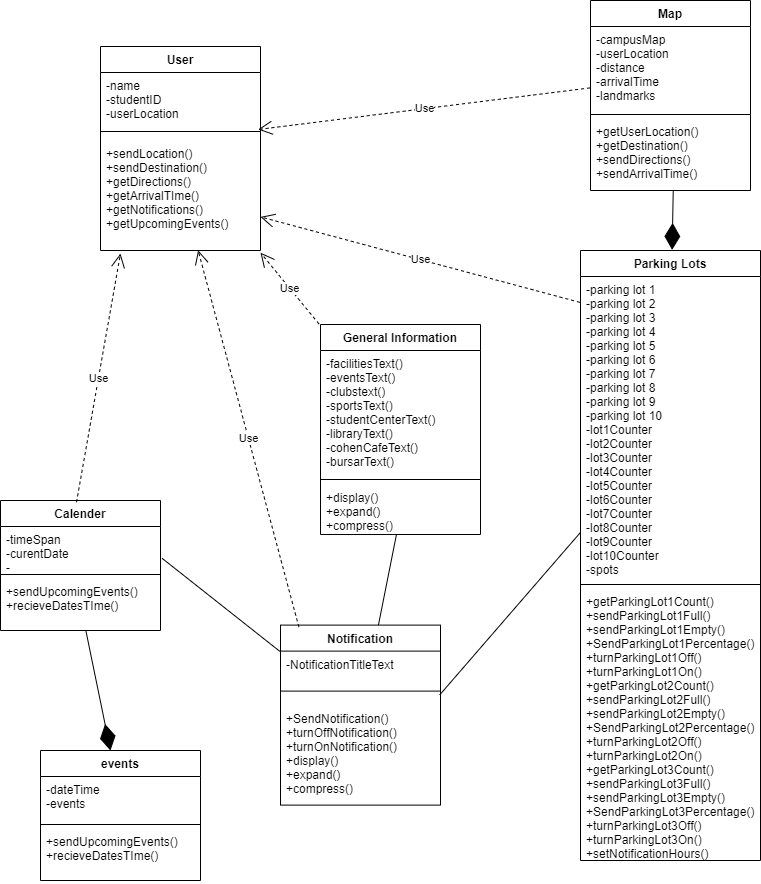 Map
-campusMap
-userLocation
-distance
-arrivalTime
-landmarks
+getUserLocation()
+getDestination()
+sendDirections()
+sendArrivalTime()
User
-name
-studentID
-userLocation
+sendLocation()
+sendDestination()
+getDirections()
+getArrivalTIme()
+getNotifications()
+getUpcomingEvents()
Use
Use
Use
Use
Use
General Information
-facilitiesText()
-eventsText()
-clubstext()
-sportsText()
-studentCenterText()
-libraryText()
-cohenCafeText()
-bursarText()
+display()
+expand()
+compress()
Parking Lots
-parking lot 1
-parking lot 2
-parking lot 3
-parking lot 4
-parking lot 5
-parking lot 6
-parking lot 7
-parking lot 8
-parking lot 9
-parking lot 10
-lot1Counter
-lot2Counter
-lot3Counter
-lot4Counter
-lot5Counter
-lot6Counter
-lot7Counter
-lot8Counter
-lot9Counter
-lot10Counter
-spots
+getParkingLot1Count()
+sendParkingLot1Full()
+sendParkingLot1Empty()
+SendParkingLot1Percentage()
+turnParkingLot1Off()
+turnParkingLot1On()
+getParkingLot2Count()
+sendParkingLot2Full()
+sendParkingLot2Empty()
+SendParkingLot2Percentage()
+turnParkingLot2Off()
+turnParkingLot2On()
+getParkingLot3Count()
+sendParkingLot3Full()
+sendParkingLot3Empty()
+SendParkingLot3Percentage()
+turnParkingLot3Off()
+turnParkingLot3On()
+setNotificationHours()
Calender
-timeSpan
-curentDate
-
+sendUpcomingEvents()
+recieveDatesTIme()
Notification
-NotificationTitleText
+SendNotification()
+turnOffNotification()
+turnOnNotification()
+display()
+expand()
+compress()
events
-dateTime
-events
+sendUpcomingEvents()
+recieveDatesTIme()